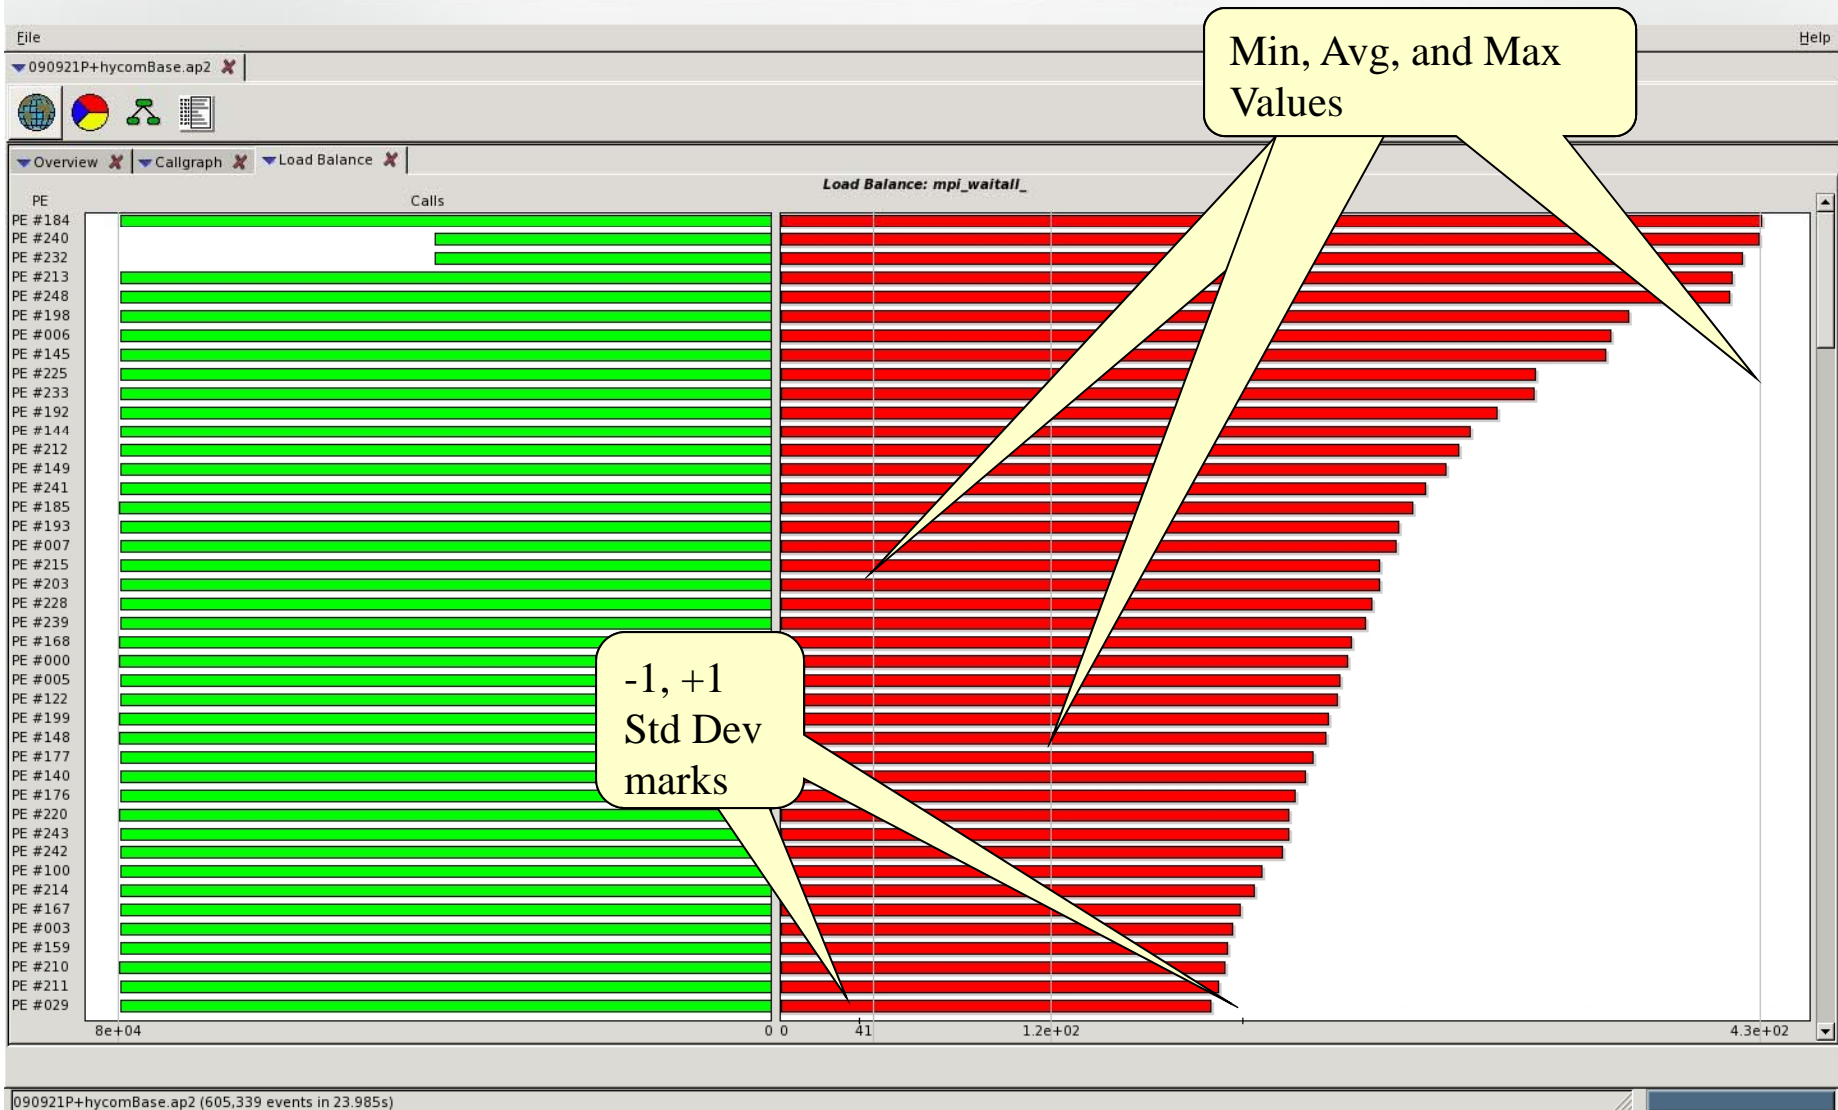 File
Help
Min, Avg, and Max
Values
090921P+hycomBase.ap2
Overview
Callgraph
Load Balance
Load Balance: mpi_waitall_
PE
Calls
PE #184
PE #240
PE #232
PE #213
PE #248
PE #198
PE #006
PE #145
PE #225
PE #233
PE #192
PE #144
PE #212
PE #149
PE #241
PE #185
PE #193
PE #007
PE #215
PE #203
PE #228
PE #239
PE #168
PE #000
PE #005
PE #122
PE #199
PE #148
PE #177
PE #140
PE #176
PE #220
PE #243
PE #242
PE #100
PE #214
PE #167
PE #003
PE #159
PE #210
PE #211
PE #029
-1, +1
Std Dev
marks
8e+04
0
0
41
1.2e+02
4.3e+02
090921P+hycomBase.ap2 (605,339 events in 23.985s)